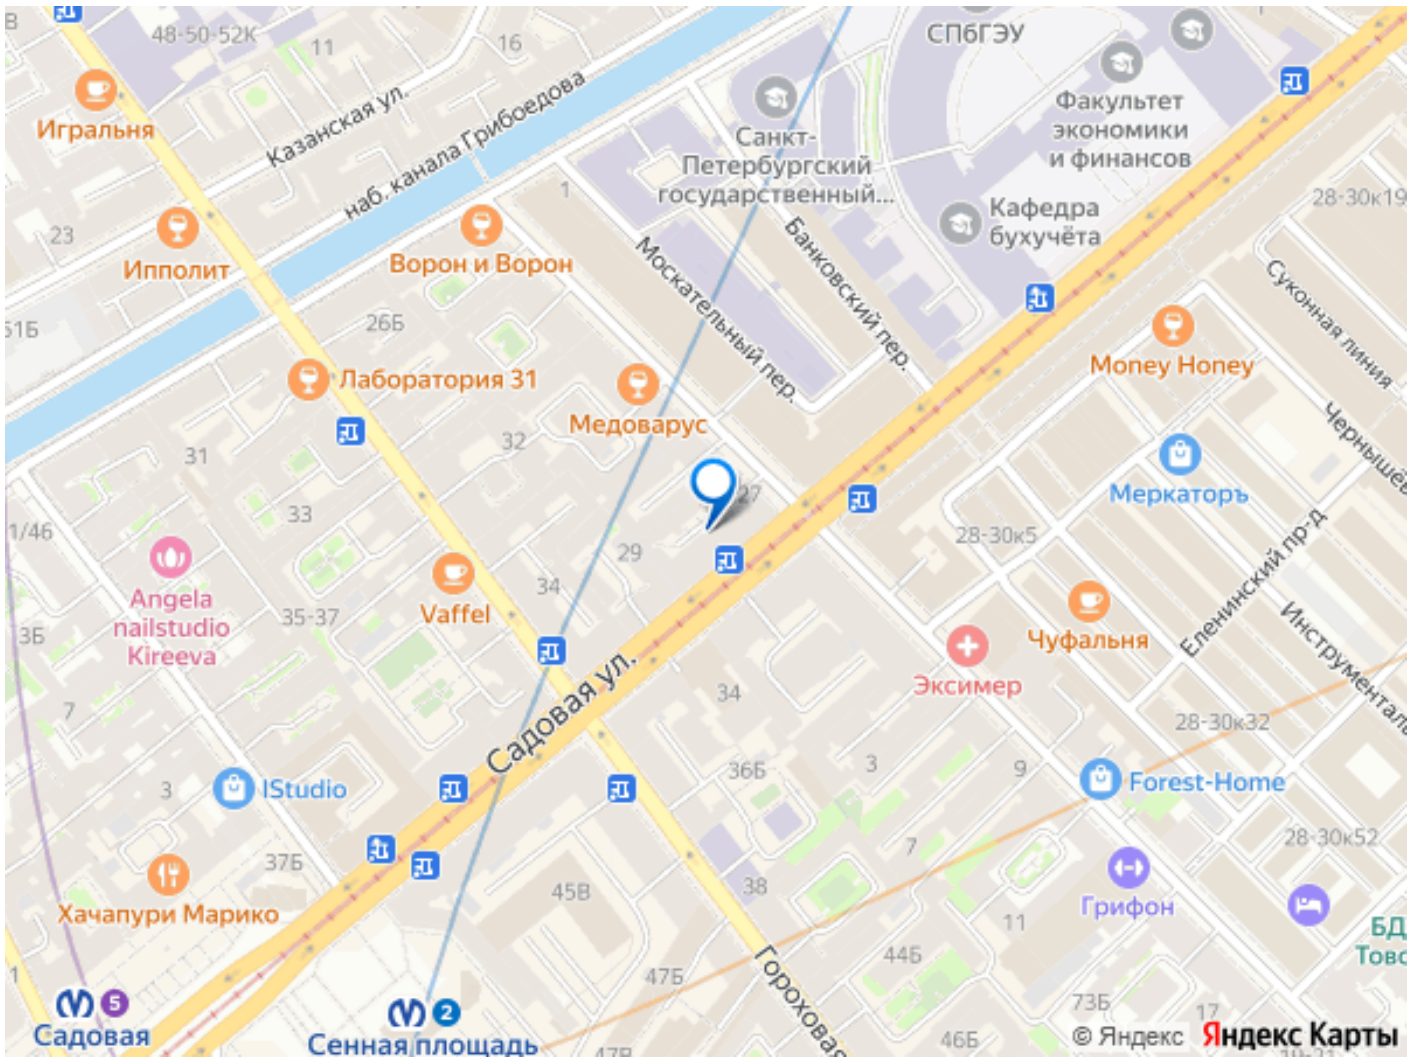 В
48-50-52К
11
16
СПбГЭУ
Игральня
Казанская ул.
наб. канала Грибоедова
Факультет
экономики
и финансов
Санкт-
Петербургский
государственный...
1
28-30к19
23
Ипполит
Ворон и Ворон
Кафедра
бухучёта
Москательный пер.
Банковский пер.
Суконная линия
51Б
26Б
Лаборатория 31
Медоварус
Money Honey
Чернышёв
31
32
Меркаторъ
33
27
1/46
29
28-30к5
Еленинский пр-д
Angela
nailstudio
Kireeva
35-37
Vaffel
34
Чуфальня
3Б
Эксимер
Инструменталь
7
Садовая ул.
34
28-30к32
3
IStudio
36Б
3
9
Forest-Home
37Б
7
28-30к52
Хачапури Марико
45В
38
11
Грифон
БД
Товс
1
44Б
47Б
Гороховая
73Б
17
5
Садовая
2
Сенная площадь
47В
46Б
© Яндекс Яндекс Карты